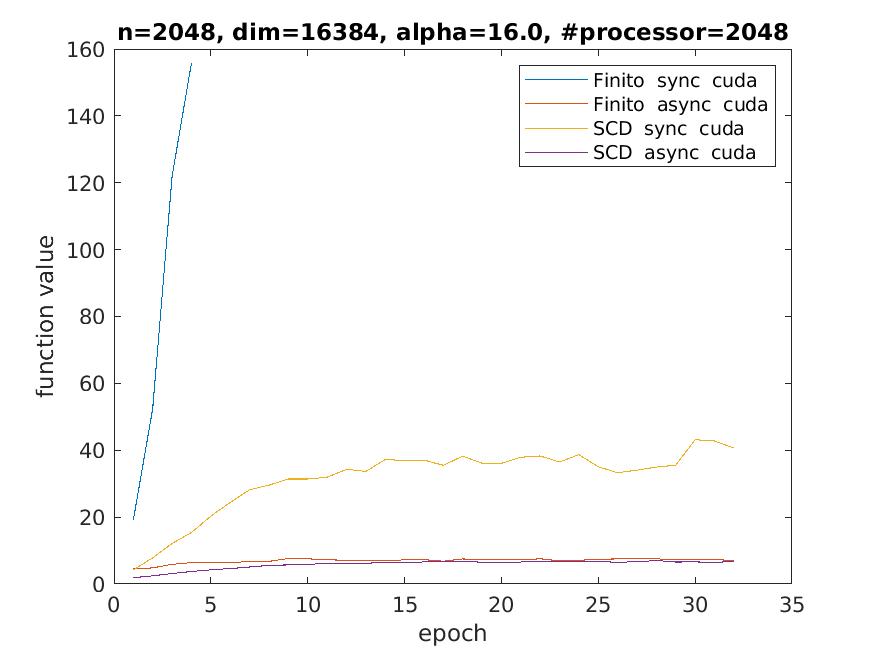 n=2048, dim=16384, alpha=16.0, #processor=2048
160
140
120
100
80
60
40
20
0
function value
Finito sync cuda
Finito async cuda
SCD sync cuda
SCD async cuda
0 5 10 15 20 25 30 35
epoch